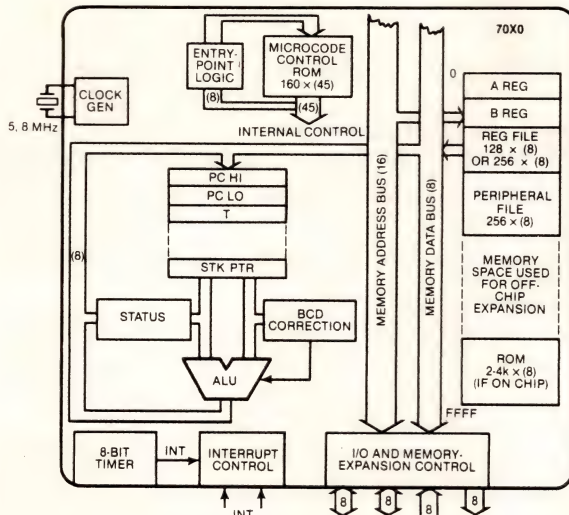 70X0
ENTRY-
POINT
LOGIC
MICROCODE
CONTROL
ROM
160 × (45)
(8)
(45)
INTERNAL CONTROL
CLOCK
GEN
5, 8 MHz
0
A REG
B REG
REG FILE
128 × (8)
OR 256 × (8)
PERIPHERAL
FILE
256 × (8)
MEMORY
SPACE USED
FOR OFF-
CHIP
EXPANSION
ROM
2-4k × (8)
(IF ON CHIP)
FFFF
MEMORY ADDRESS BUS (16)
MEMORY DATA BUS (8)
PC HI
PC LO
T
STK PTR
(8)
STATUS
BCD
CORRECTION
ALU
8-BIT
TIMER
INT
INTERRUPT
CONTROL
INT
I/O AND MEMORY-
EXPANSION CONTROL
8
8
8
8